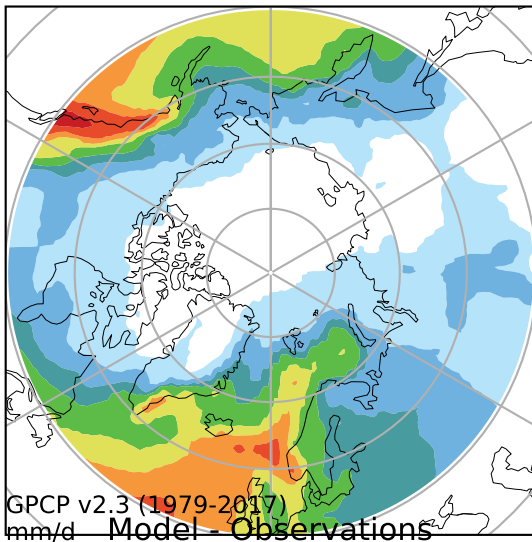 GPCP v2.3 (1979-2017)
mm/d
Model - Observations